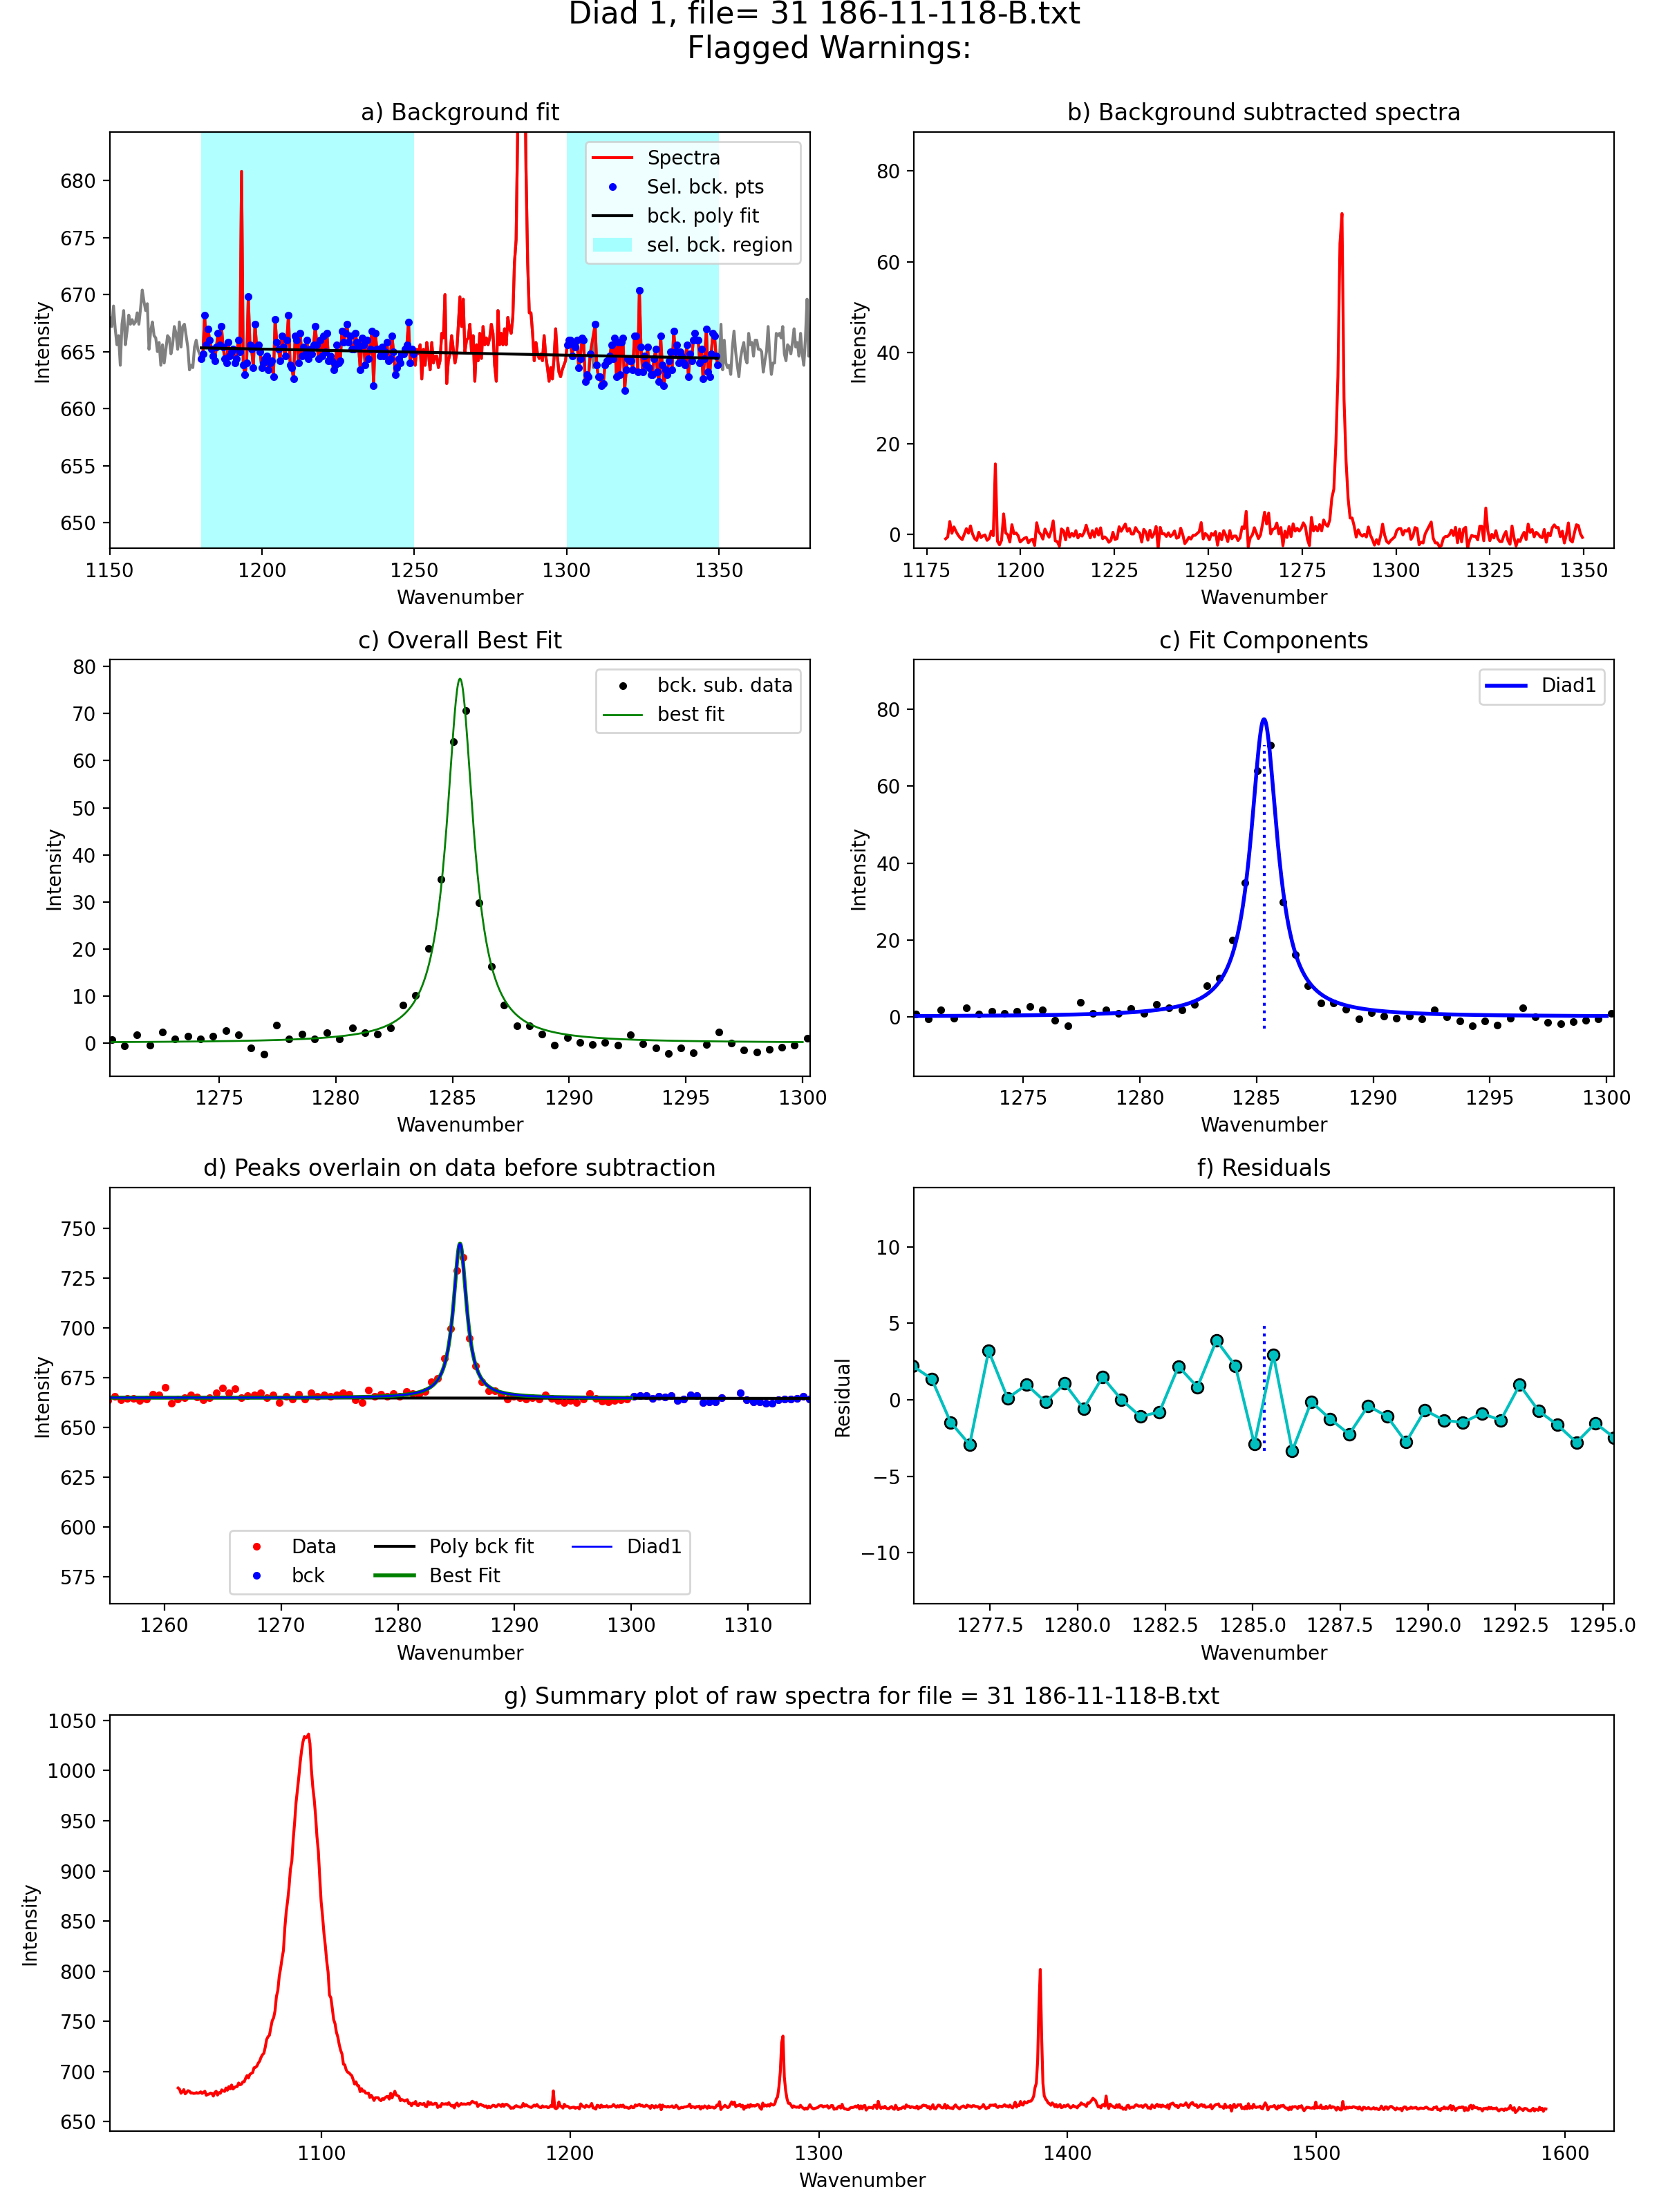 Diad 1, file= 31 186-11-118-B.txt
Flagged Warnings:
a) Background fit
Intensity
680
675
670
665
660
655
650
Spectra
Sel. bck. pts
bck. poly fit
sel. bck. region
1150 1200 1250 1300 1350
Wavenumber
b) Background subtracted spectra
Intensity
80
60
40
20
0
1175 1200 1225 1250 1275 1300 1325 1350
Wavenumber
c) Overall Best Fit
Intensity
80
70
60
50
40
30
20
10
0
bck. sub. data
best fit
1275 1280 1285 1290 1295 1300
Wavenumber
c) Fit Components
Intensity
80
60
40
20
0
Diad1
1275 1280 1285 1290 1295 1300
Wavenumber
d) Peaks overlain on data before subtraction
Intensity
750
725
700
675
650
625
600
575
Data Poly bck fit Diad1
bck Best Fit
1260 1270 1280 1290 1300 1310
Wavenumber
f) Residuals
Residual
10
5
0
−5
−10
1277.5 1280.0 1282.5 1285.0 1287.5 1290.0 1292.5 1295.0
Wavenumber
g) Summary plot of raw spectra for file = 31 186-11-118-B.txt
Intensity
1050
1000
950
900
850
800
750
700
650
1100 1200 1300 1400 1500 1600
Wavenumber